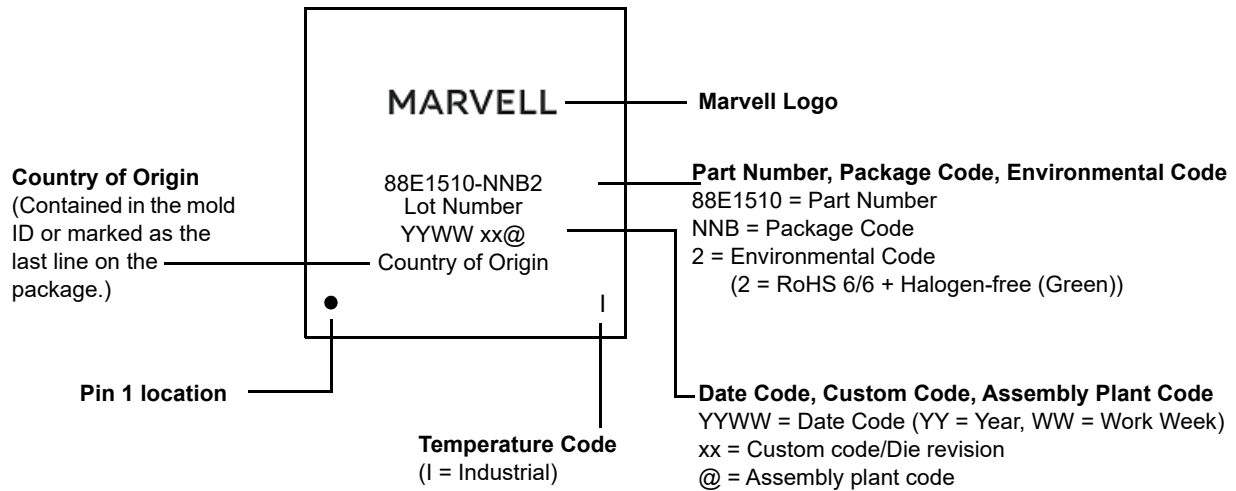 MARVELL
Marvell Logo
Country of Origin
(Contained in the mold
ID or marked as the
last line on the
package.)
88E1510-NNB2
Lot Number
YYWW xx@
Country of Origin
I
Part Number, Package Code, Environmental Code
88E1510 = Part Number
NNB = Package Code
2 = Environmental Code
(2 = RoHS 6/6 + Halogen-free (Green))
Pin 1 location
Temperature Code
(I = Industrial)
Date Code, Custom Code, Assembly Plant Code
YYWW = Date Code (YY = Year, WW = Work Week)
xx = Custom code/Die revision
@ = Assembly plant code